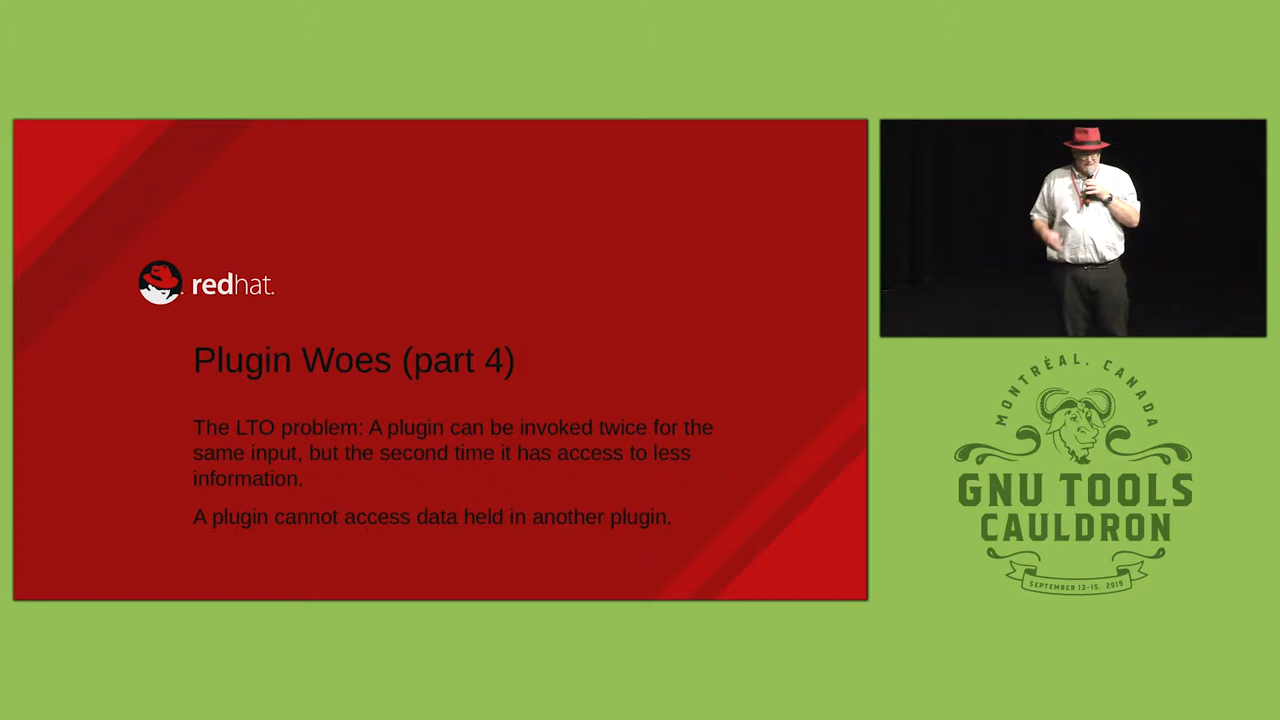 redhat.
Plugin Woes (part 4)
The LTO problem: A plugin can be invoked twice for the
same input, but the second time it has access to less
information.
A plugin cannot access data held in another plugin.
MONTRÉAL, CANADA
GNU TOOLS
CAULDRON
SEPTEMBER 13-15, 2019